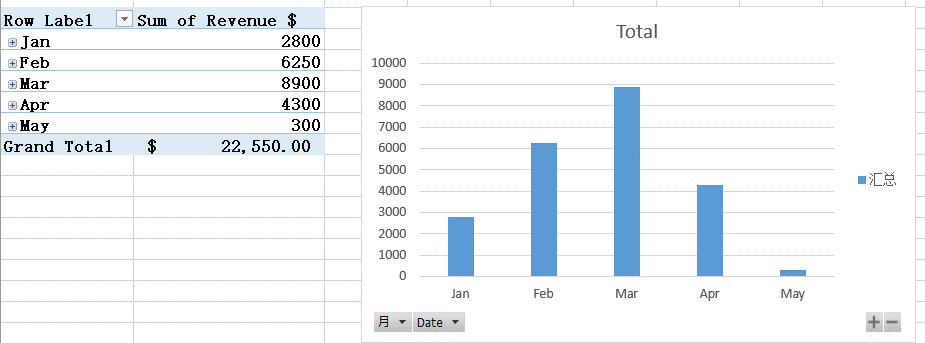 Row Label Sum of Revenue $
Jan 2800
Feb 6250
Mar 8900
Apr 4300
May 300
Grand Total $ 22,550.00
Total
10000
9000
8000
7000
6000
5000
4000
3000
2000
1000
0
Jan Feb Mar Apr May
汇总
月 Date